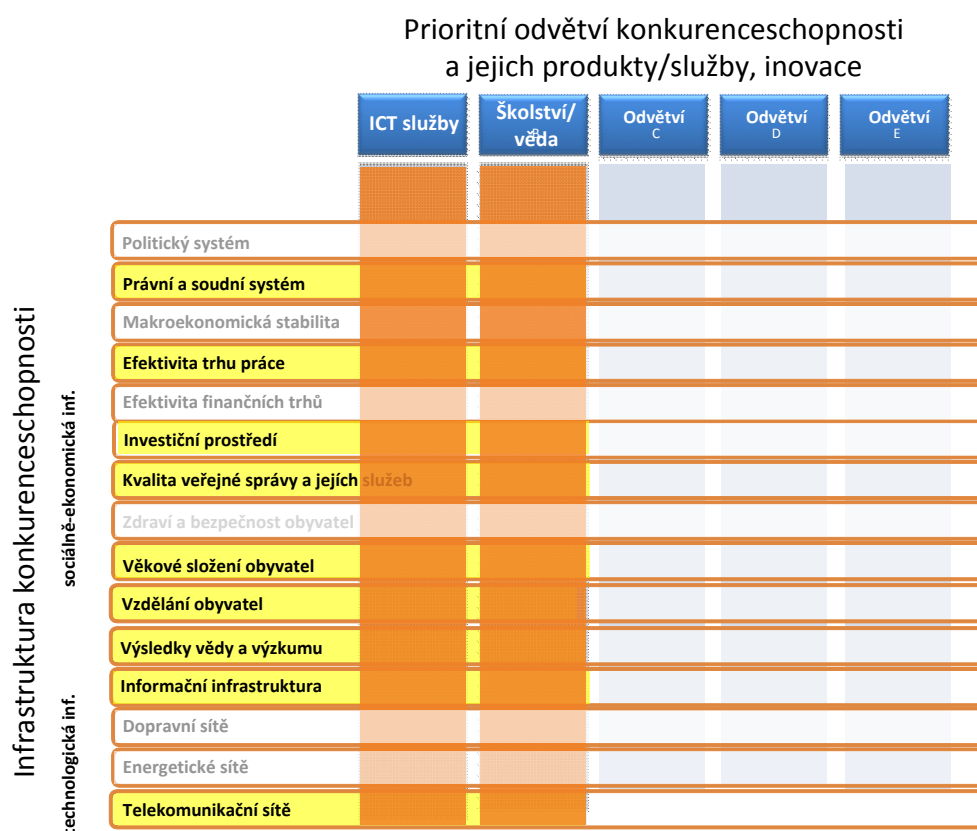 Prioritní odvětví konkurenceschopnosti
a jejich produkty/služby, inovace
ICT služby
Školství/
věda
B
Odvětví
C
Odvětví
D
Odvětví
E
Infrastruktura konkurenceschopnosti
sociálně-ekonomická inf.
technologická inf.
Politický systém
Právní a soudní systém
Makroekonomická stabilita
Efektivita trhu práce
Efektivita finančních trhů
Investiční prostředí
Kvalita veřejné správy a jejích služeb
Zdraví a bezpečnost obyvatel
Věkové složení obyvatel
Vzdělání obyvatel
Výsledky vědy a výzkumu
Informační infrastruktura
Dopravní sítě
Energetické sítě
Telekomunikační sítě